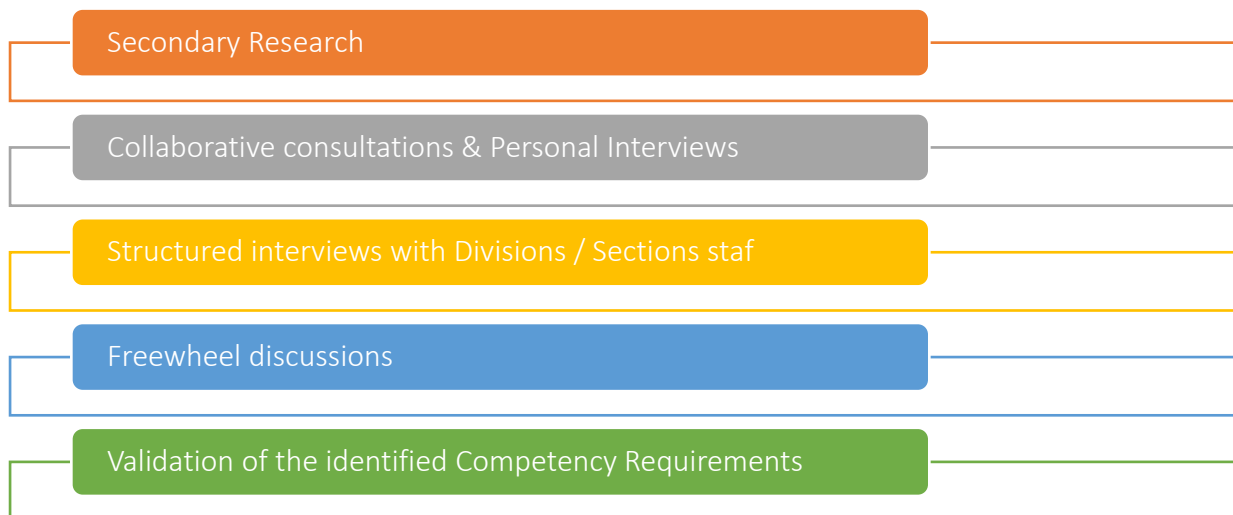 Secondary Research
Collaborative consultations & Personal Interviews
Structured interviews with Divisions / Sections staf
Freewheel discussions
Validation of the identified Competency Requirements